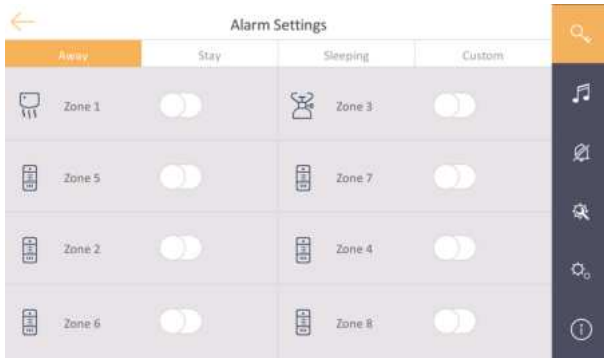 Alarm Settings
Away Stay Sleeping Custom
Zone 1 Zone 3
Zone 5 Zone 7
Zone 2 Zone 4
Zone 6 Zone 8